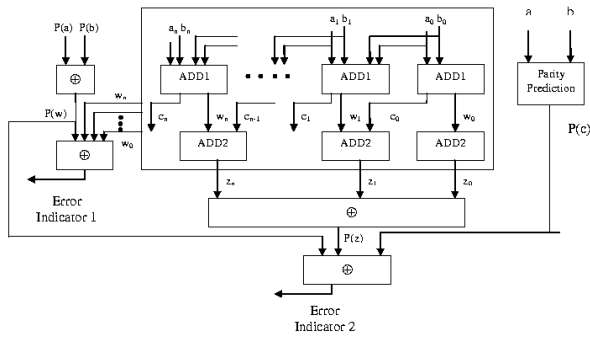 P(a) P(b)
aₙ bₙ
a₁ b₁
a₀ b₀
a b
⊕
ADD1
ADD1
ADD1
Parity
Prediction
wₙ
P(w)
cₙ
wₙ
cₙ₋₁
c₁
w₁
c₀
w₀
P(c)
⊕
w₀
ADD2
ADD2
ADD2
zₙ
z₁
z₀
Error
Indicator 1
⊕
P(z)
⊕
Error
Indicator 2